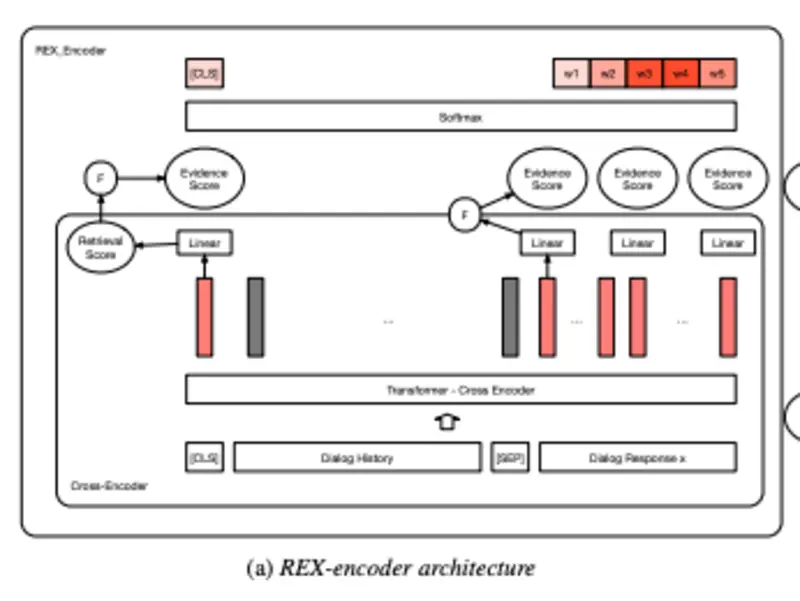 REX_Encoder
[CLS]
w1 w2 w3 w4 w5
Softmax
F
Evidence
Score
Evidence
Score
Evidence
Score
Evidence
Score
F
Retrieval
Score
Linear
Linear
Linear
Linear
...
...
...
Transformer - Cross Encoder
[CLS]
Dialog History
[SEP]
Dialog Response x
Cross-Encoder
(a) REX-encoder architecture